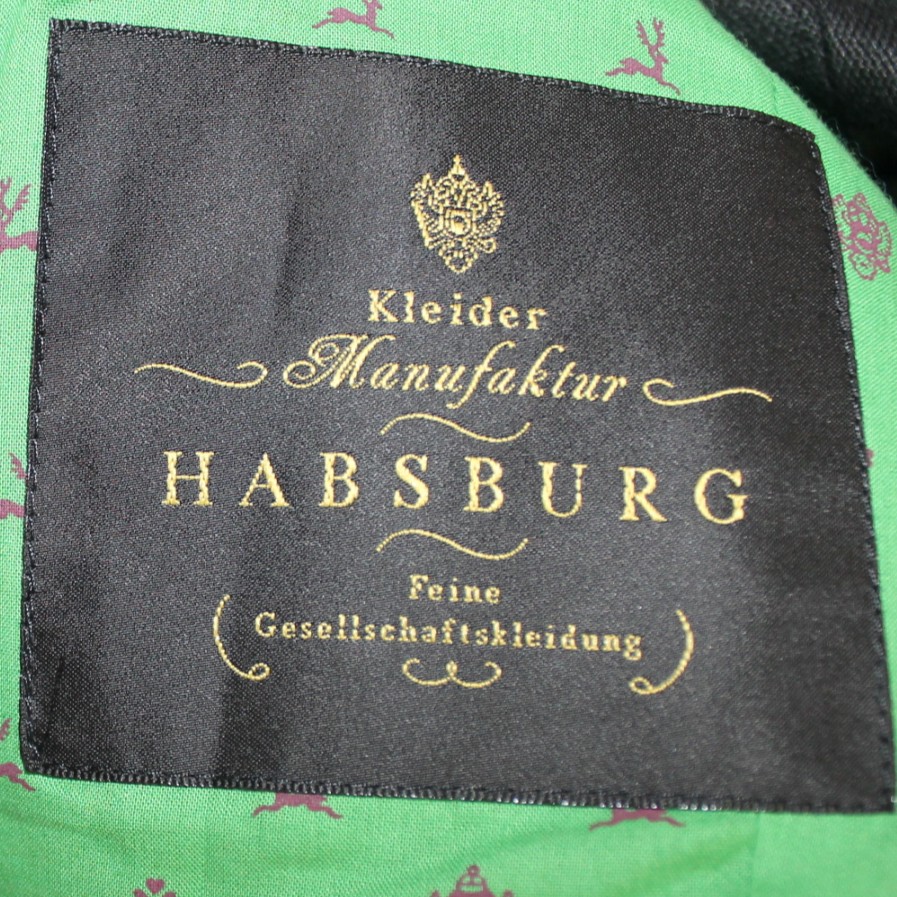 Kleider
Manufaktur
HABSBURG
Feine
Gesellschaftskleidung